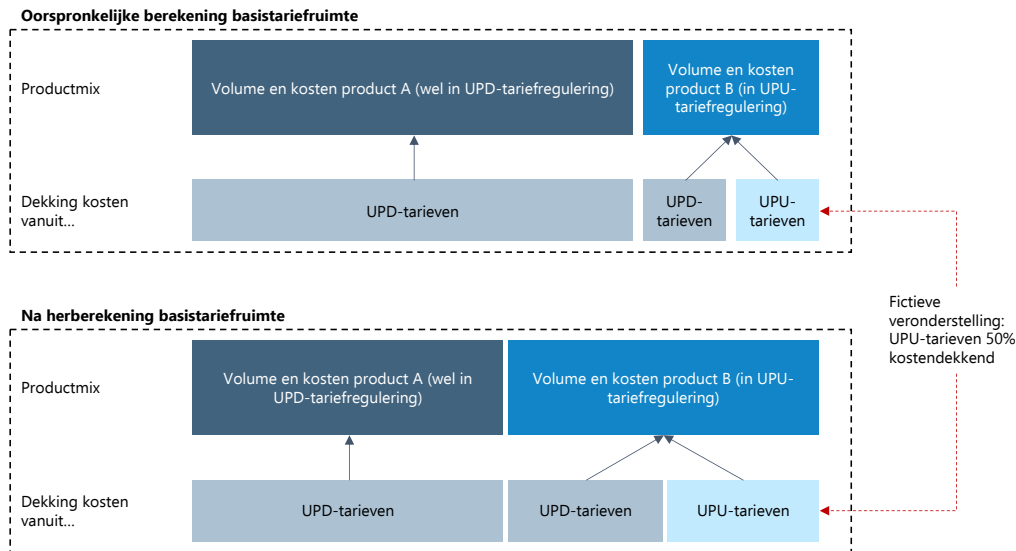 Oorspronkelijke berekening basistariefruimte
Productmix
Volume en kosten product A (wel in UPD-tariefregulering)
Volume en kosten
product B (in UPU-
tariefregulering)
Dekking kosten
vanuit...
UPD-tarieven
UPD-
tarieven
UPU-
tarieven
Fictieve
veronderstelling:
UPU-tarieven 50%
kostendekkend
Na herberekening basistariefruimte
Productmix
Volume en kosten product A (wel in
UPD-tariefregulering)
Volume en kosten product B (in UPU-
tariefregulering)
Dekking kosten
vanuit...
UPD-tarieven
UPD-tarieven
UPU-tarieven